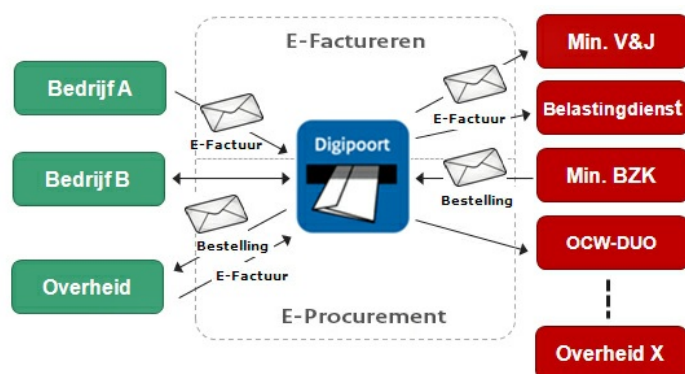 E-Factureren
Min. V&J
Bedrijf A
E-Factuur
Belastingdienst
E-Factuur
Digipoort
Bedrijf B
Min. BZK
Bestelling
Bestelling
OCW-DUO
E-Factuur
Overheid
E-Procurement
Overheid X